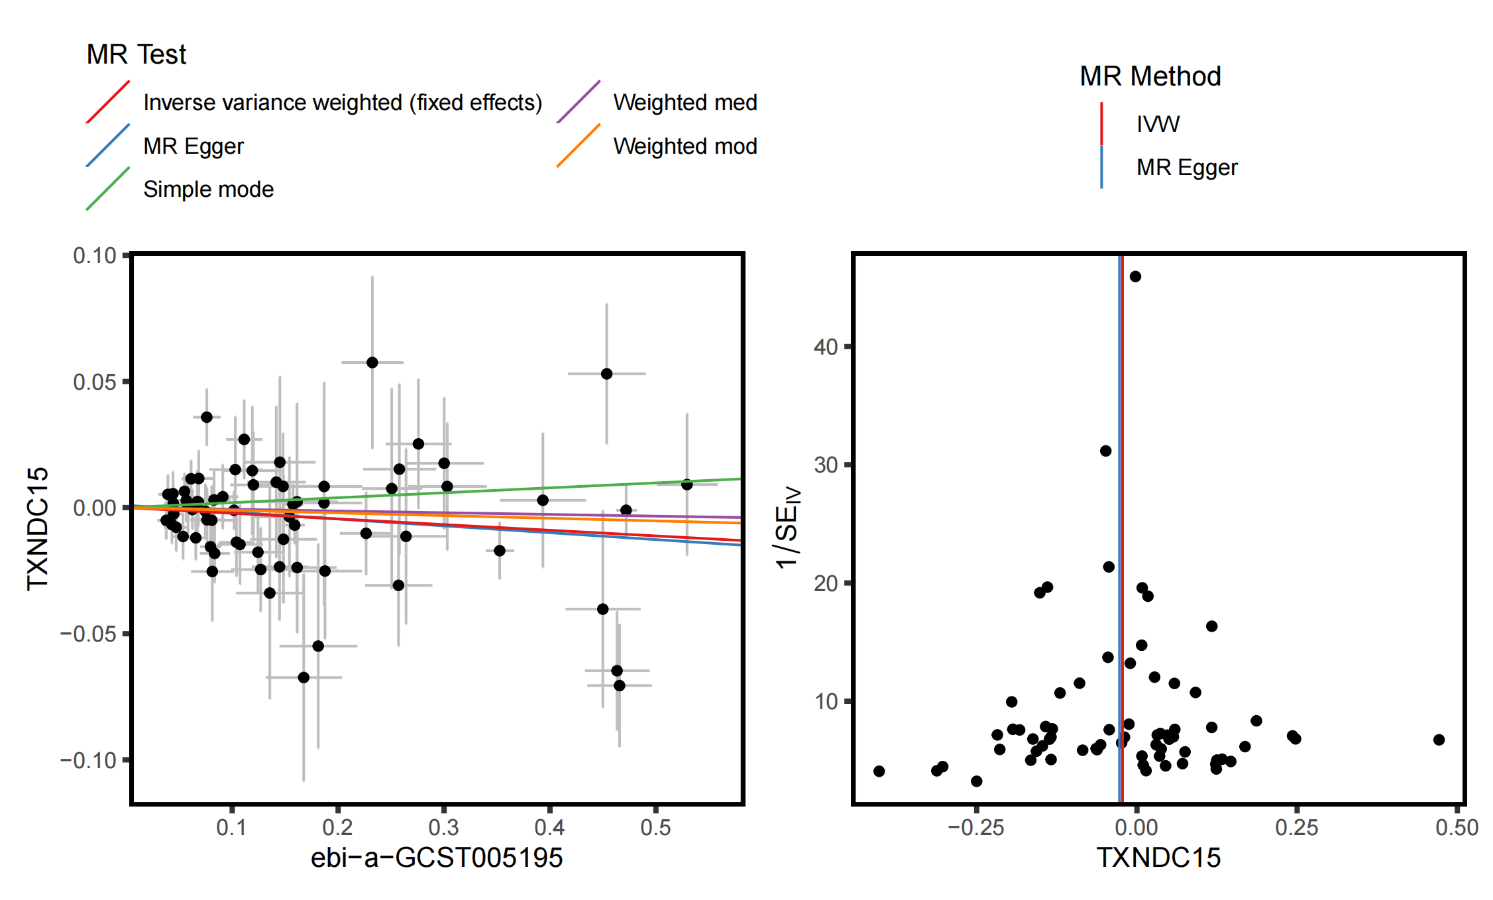 MR Test
Inverse variance weighted (fixed effects)
Weighted med
MR Egger
Weighted mod
Simple mode
MR Method
IVW
MR Egger
0.10
0.05
0.00
−0.05
−0.10
TXNDC15
0.1
0.2
0.3
0.4
0.5
ebi−a−GCST005195
40
30
20
10
1/SEIV
−0.25
0.00
0.25
0.50
TXNDC15